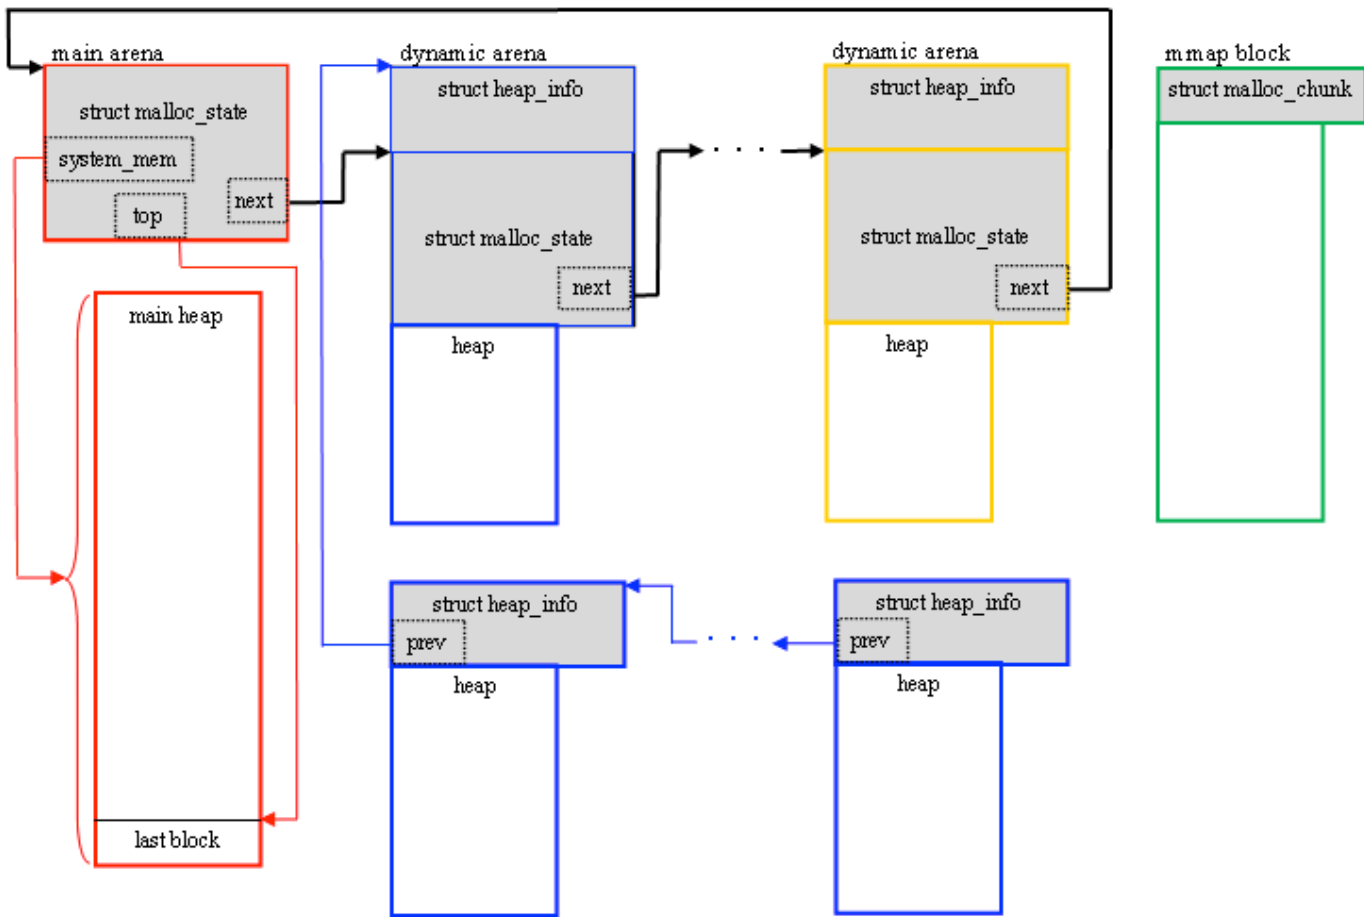 main arena
struct malloc_state
system_mem
top
next
main heap
last block
dynamic arena
struct heap_info
struct malloc_state
next
heap
dynamic arena
struct heap_info
struct malloc_state
next
heap
mmap block
struct malloc_chunk
struct heap_info
prev
heap
struct heap_info
prev
heap